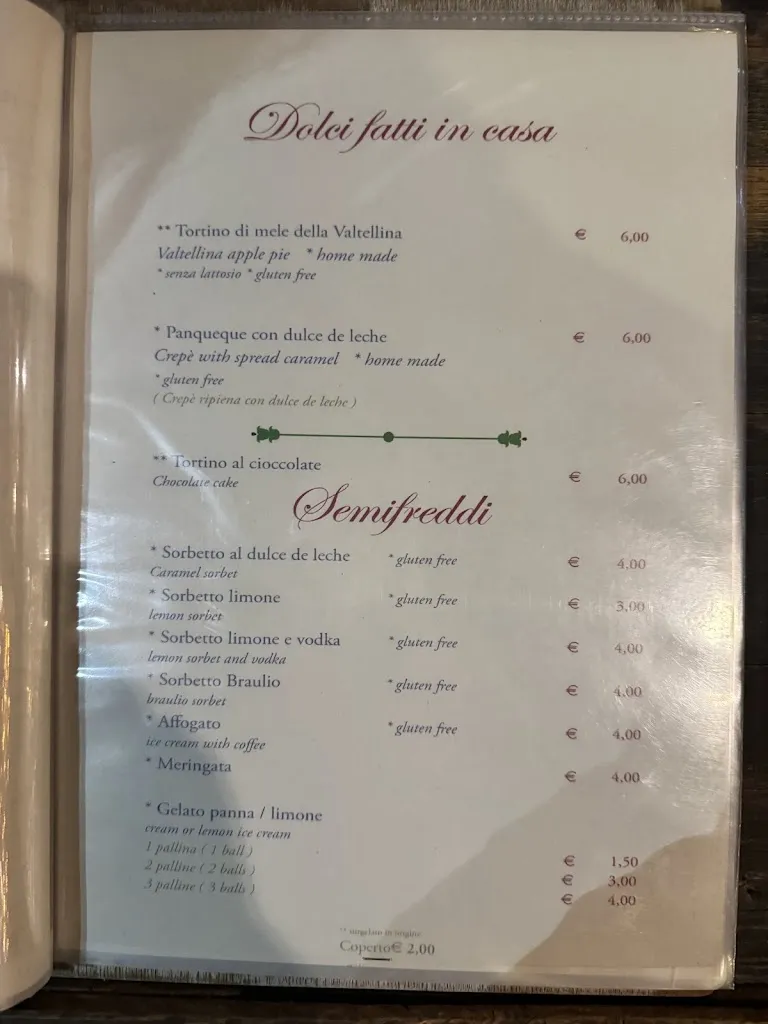 Dolci fatti in casa
** Tortino di mele della Valtellina € 6,00
Valtellina apple pie * home made
* senza lattosio * gluten free
* Panqueque con dulce de leche € 6,00
Crepè with spread caramel * home made
* gluten free
( Crepè ripiena con dulce de leche )
** Tortino al cioccolate € 6,00
Chocolate cake
Semifreddi
* Sorbetto al dulce de leche * gluten free € 4,00
Caramel sorbet
* Sorbetto limone * gluten free € 3,00
lemon sorbet
* Sorbetto limone e vodka * gluten free € 4,00
lemon sorbet and vodka
* Sorbetto Braulio * gluten free € 4,00
braulio sorbet
* Affogato * gluten free € 4,00
ice cream with coffee
* Meringata € 4,00
* Gelato panna / limone
cream or lemon ice cream
1 pallina ( 1 ball ) € 1,50
2 palline ( 2 balls ) € 3,00
3 palline ( 3 balls ) € 4,00
** in origine
Coperto€ 2,00